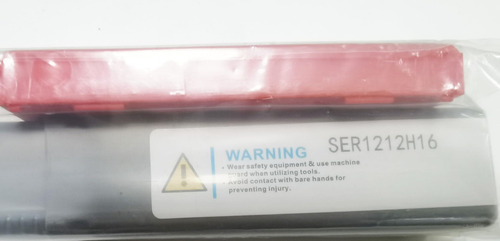 WARNING
SER1212H16
- Wear safety equipment & use machine
guard when utilizing tools.
- Avoid contact with bare hands for
preventing injury.